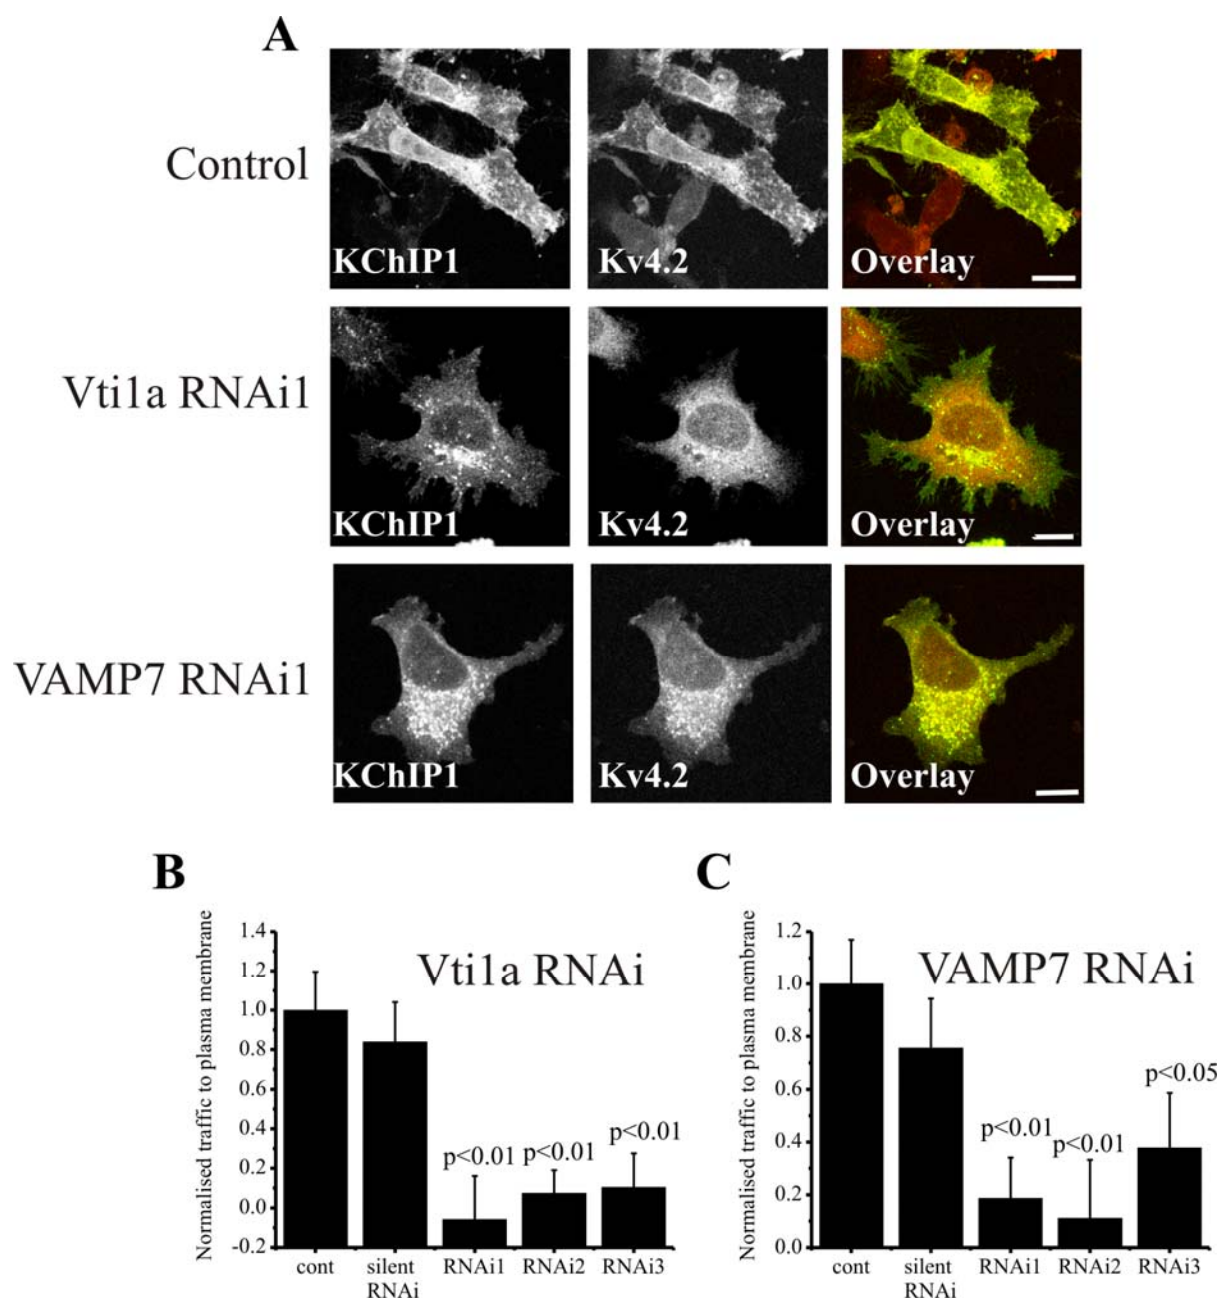 A
Control
KChIP1
Kv4.2
Overlay
Vti1a RNAi1
KChIP1
Kv4.2
Overlay
VAMP7 RNAi1
KChIP1
Kv4.2
Overlay
B
Normalised traffic to plasma membrane
1.4
1.2
1.0
0.8
0.6
0.4
0.2
0.0
-0.2
Vti1a RNAi
p<0.01
p<0.01
p<0.01
cont
silent
RNAi
RNAi1
RNAi2
RNAi3
C
Normalised traffic to plasma membrane
1.2
1.0
0.8
0.6
0.4
0.2
0.0
VAMP7 RNAi
p<0.01
p<0.01
p<0.05
cont
silent
RNAi
RNAi1
RNAi2
RNAi3